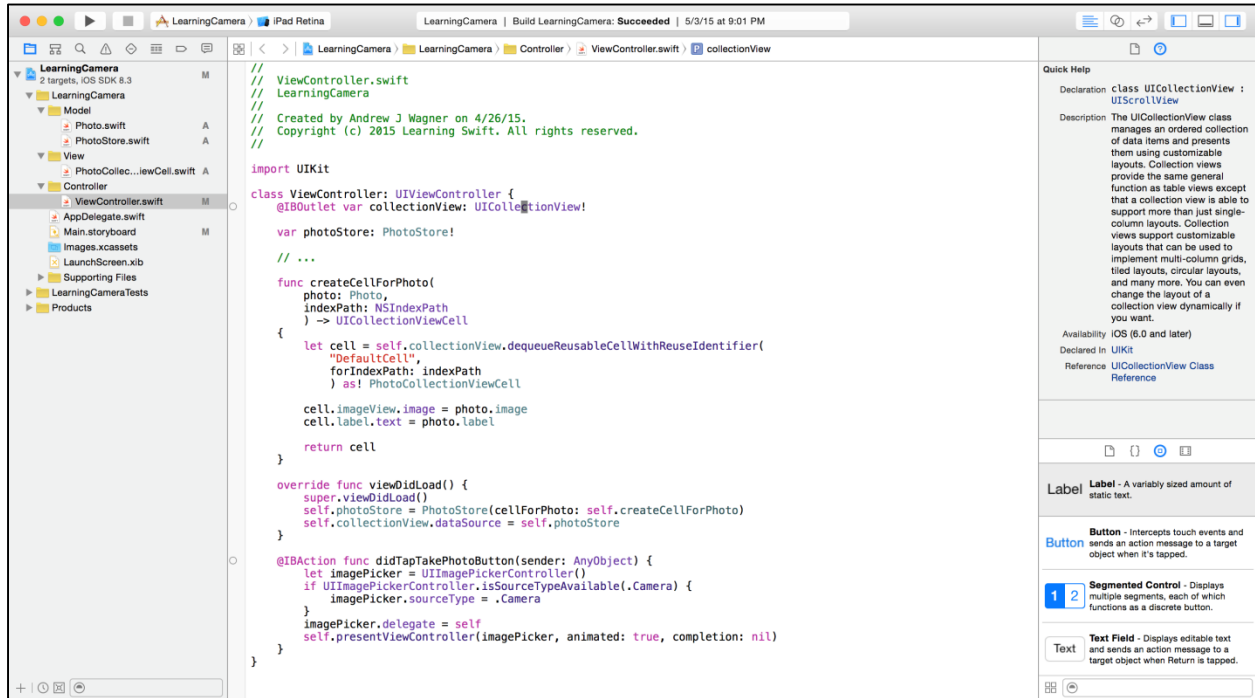 LearningCamera 〉 iPad Retina
LearningCamera | Build LearningCamera: Succeeded | 5/3/15 at 9:01 PM
LearningCamera 〉 LearningCamera 〉 Controller 〉 ViewController.swift 〉 P collectionView
LearningCamera M
2 targets, iOS SDK 8.3
LearningCamera
Model
Photo.swift A
PhotoStore.swift A
View
PhotoCollec...iewCell.swift A
Controller
ViewController.swift M
AppDelegate.swift
Main.storyboard M
Images.xcassets
LaunchScreen.xib
Supporting Files
LearningCameraTests
Products
//
// ViewController.swift
// LearningCamera
//
// Created by Andrew J Wagner on 4/26/15.
// Copyright (c) 2015 Learning Swift. All rights reserved.
//
import UIKit
class ViewController: UIViewController {
@IBOutlet var collectionView: UICollectionView!
var photoStore: PhotoStore!
// ...
func createCellForPhoto(
photo: Photo,
indexPath: NSIndexPath
) -> UICollectionViewCell
{
let cell = self.collectionView.dequeueReusableCellWithReuseIdentifier(
"DefaultCell",
forIndexPath: indexPath
) as! PhotoCollectionViewCell
cell.imageView.image = photo.image
cell.label.text = photo.label
return cell
}
override func viewDidLoad() {
super.viewDidLoad()
self.photoStore = PhotoStore(cellForPhoto: self.createCellForPhoto)
self.collectionView.dataSource = self.photoStore
}
@IBAction func didTapTakePhotoButton(sender: AnyObject) {
let imagePicker = UIImagePickerController()
if UIImagePickerController.isSourceTypeAvailable(.Camera) {
imagePicker.sourceType = .Camera
}
imagePicker.delegate = self
self.presentViewController(imagePicker, animated: true, completion: nil)
}
}
Quick Help
Declaration class UICollectionView :
UIScrollView
Description The UICollectionView class
manages an ordered collection
of data items and presents
them using customizable
layouts. Collection views
provide the same general
function as table views except
that a collection view is able to
support more than just single-
column layouts. Collection
views support customizable
layouts that can be used to
implement multi-column grids,
tiled layouts, circular layouts,
and many more. You can even
change the layout of a
collection view dynamically if
you want.
Availability iOS (6.0 and later)
Declared In UIKit
Reference UICollectionView Class
Reference
{}
Label Label - A variably sized amount of
static text.
Button Button - Intercepts touch events and
sends an action message to a target
object when it's tapped.
1 2 Segmented Control - Displays
multiple segments, each of which
functions as a discrete button.
Text Text Field - Displays editable text
and sends an action message to a
target object when Return is tapped.